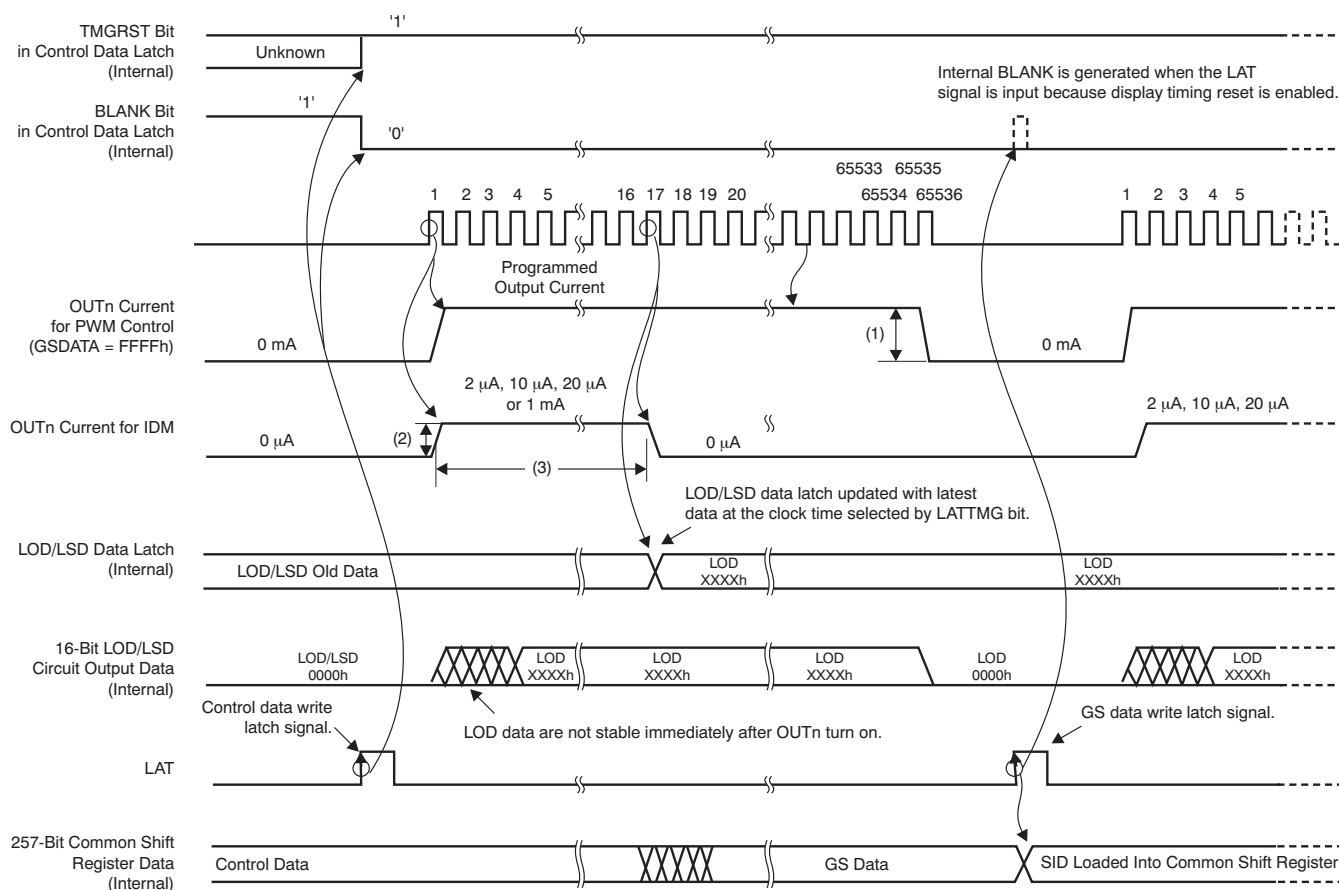 TMGRST Bit
in Control Data Latch
(Internal)
'1'
Unknown
BLANK Bit
in Control Data Latch
(Internal)
'1'
'0'
Internal BLANK is generated when the LAT
signal is input because display timing reset is enabled.
65533 65535
1 2 3 4 5 16 17 18 19 20 65534 65536 1 2 3 4 5
Programmed
Output Current
OUTn Current
for PWM Control
(GSDATA = FFFFh)
0 mA
(1)
0 mA
2 μA, 10 μA, 20 μA
or 1 mA
2 μA, 10 μA, 20 μA
OUTn Current for IDM
0 μA
(2)
0 μA
(3)
LOD/LSD data latch updated with latest
data at the clock time selected by LATTMG bit.
LOD/LSD Data Latch
(Internal)
LOD/LSD Old Data
LOD
XXXXh
LOD
XXXXh
16-Bit LOD/LSD
Circuit Output Data
(Internal)
LOD/LSD
0000h
LOD
XXXXh
LOD
XXXXh
LOD
XXXXh
LOD
0000h
LOD
XXXXh
Control data write
latch signal.
LOD data are not stable immediately after OUTn turn on.
GS data write latch signal.
LAT
257-Bit Common Shift
Register Data
(Internal)
Control Data
GS Data
SID Loaded Into Common Shift Register